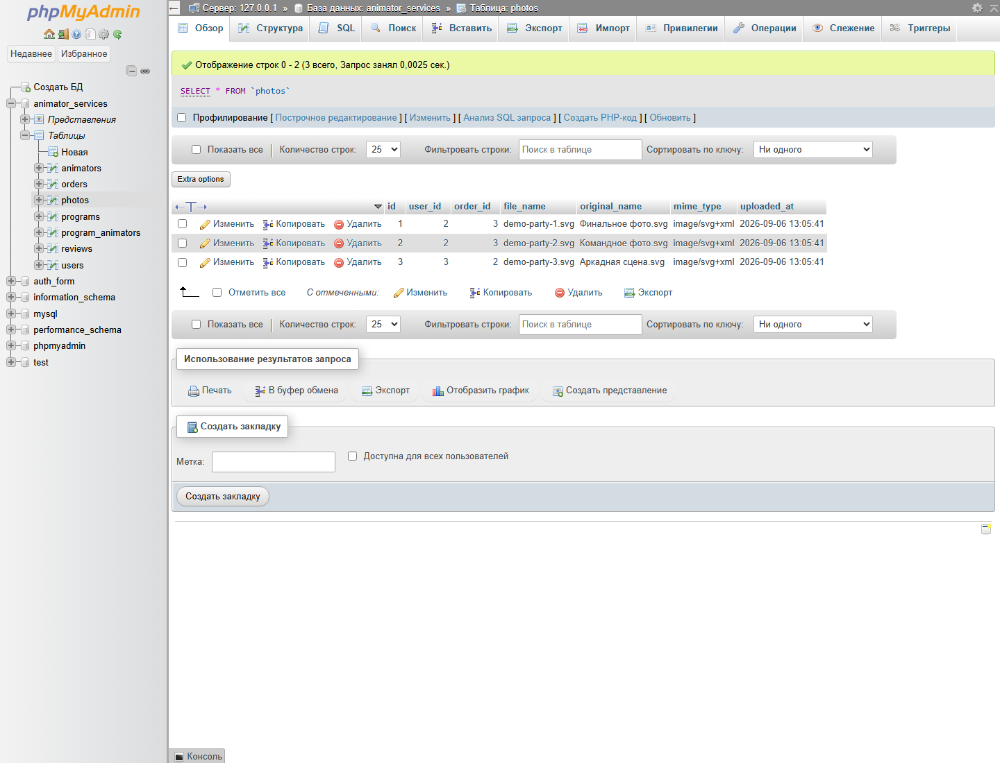 phpMyAdmin
Недавнее Избранное
Создать БД
animator_services
Представления
Таблицы
Новая
animators
orders
photos
programs
program_animators
reviews
users
auth_form
information_schema
mysql
performance_schema
phpmyadmin
test
Сервер: 127.0.0.1 » База данных: animator_services » Таблица: photos
Обзор Структура SQL Поиск Вставить Экспорт Импорт Привилегии Операции Слежение Триггеры
Отображение строк 0 - 2 (3 всего, Запрос занял 0,0025 сек.)
SELECT * FROM `photos`
Профилирование [ Построчное редактирование ] [ Изменить ] [ Анализ SQL запроса ] [ Создать PHP-код ] [ Обновить ]
Показать все Количество строк: 25 Фильтровать строки: Поиск в таблице Сортировать по ключу: Ни одного
Extra options
id user_id order_id file_name original_name mime_type uploaded_at
Изменить Копировать Удалить 1 2 3 demo-party-1.svg Финальное фото.svg image/svg+xml 2026-09-06 13:05:41
Изменить Копировать Удалить 2 2 3 demo-party-2.svg Командное фото.svg image/svg+xml 2026-09-06 13:05:41
Изменить Копировать Удалить 3 3 2 demo-party-3.svg Аркадная сцена.svg image/svg+xml 2026-09-06 13:05:41
Отметить все С отмеченными: Изменить Копировать Удалить Экспорт
Показать все Количество строк: 25 Фильтровать строки: Поиск в таблице Сортировать по ключу: Ни одного
Использование результатов запроса
Печать В буфер обмена Экспорт Отобразить график Создать представление
Создать закладку
Метка: Доступна для всех пользователей
Создать закладку
Консоль